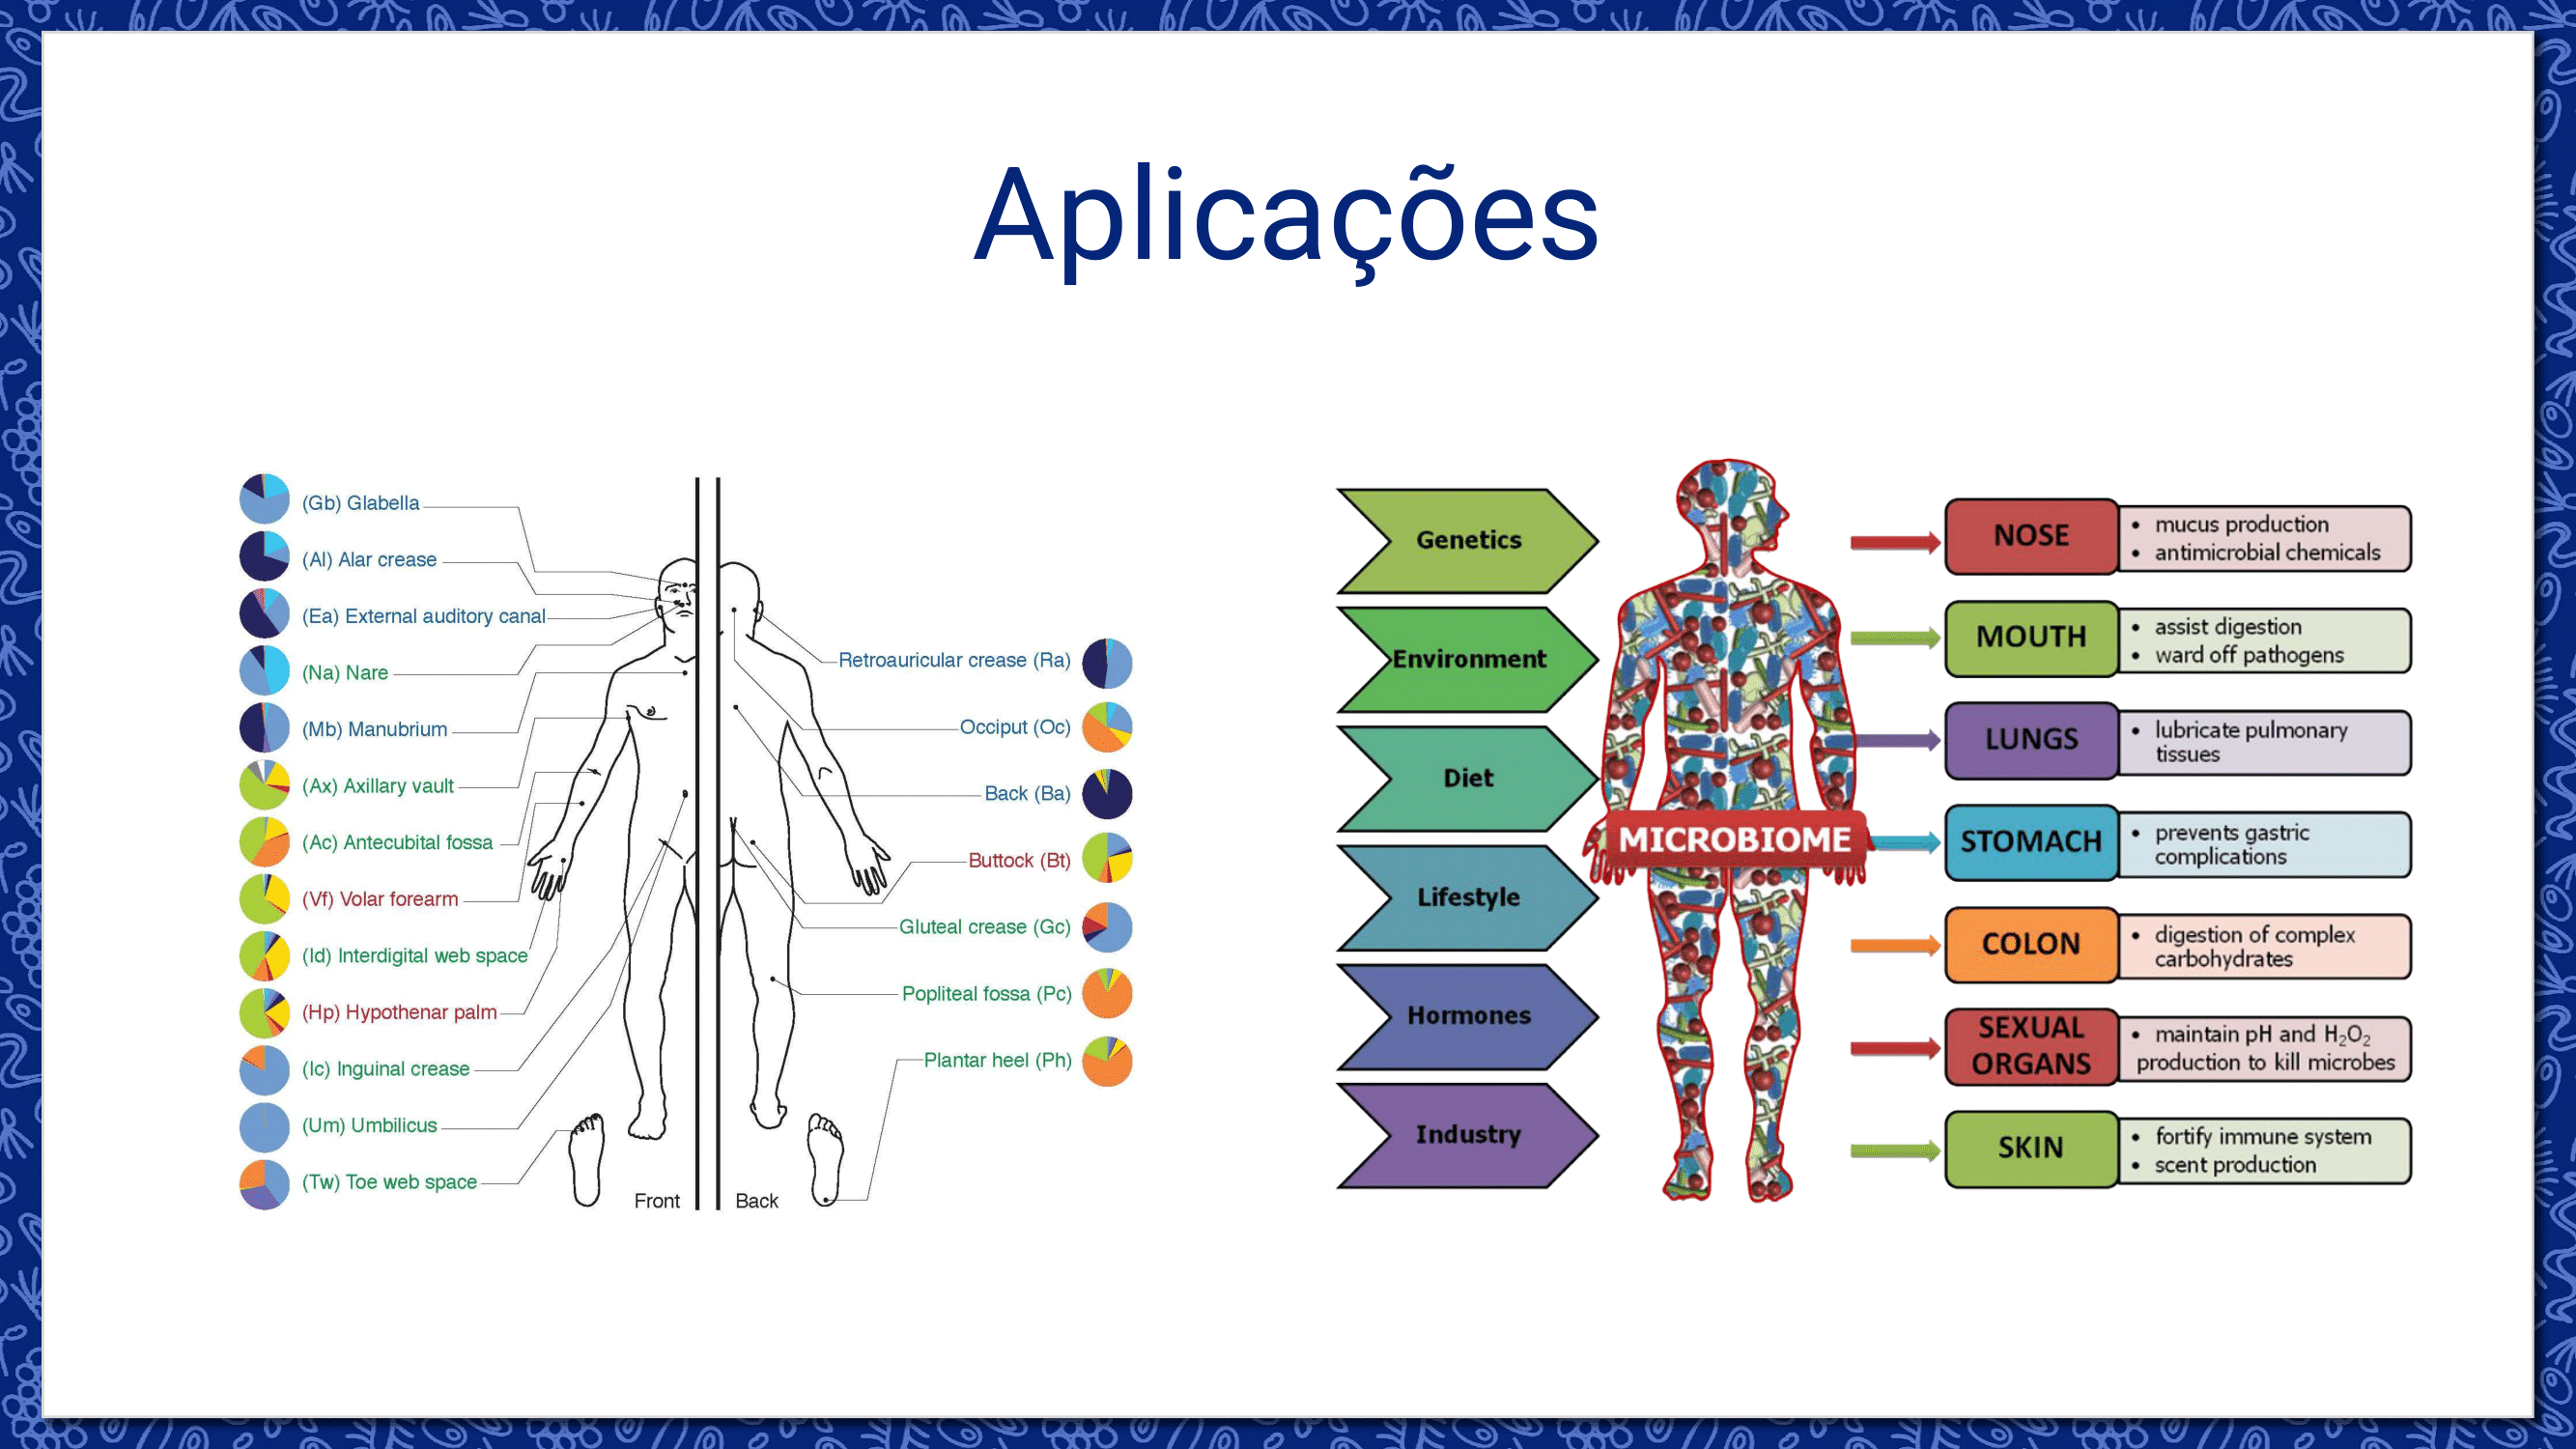 Aplicações
(Gb) Glabella
(Al) Alar crease
(Ea) External auditory canal
(Na) Nare
(Mb) Manubrium
(Ax) Axillary vault
(Ac) Antecubital fossa
(Vf) Volar forearm
(Id) Interdigital web space
(Hp) Hypothenar palm
(Ic) Inguinal crease
(Um) Umbilicus
(Tw) Toe web space
Front
Back
Retroauricular crease (Ra)
Occiput (Oc)
Back (Ba)
Buttock (Bt)
Gluteal crease (Gc)
Popliteal fossa (Pc)
Plantar heel (Ph)
Genetics
Environment
Diet
Lifestyle
Hormones
Industry
MICROBIOME
NOSE
• mucus production
• antimicrobial chemicals
MOUTH
• assist digestion
• ward off pathogens
LUNGS
• lubricate pulmonary
tissues
STOMACH
• prevents gastric
complications
COLON
• digestion of complex
carbohydrates
SEXUAL
ORGANS
• maintain pH and H₂O₂
production to kill microbes
SKIN
• fortify immune system
• scent production